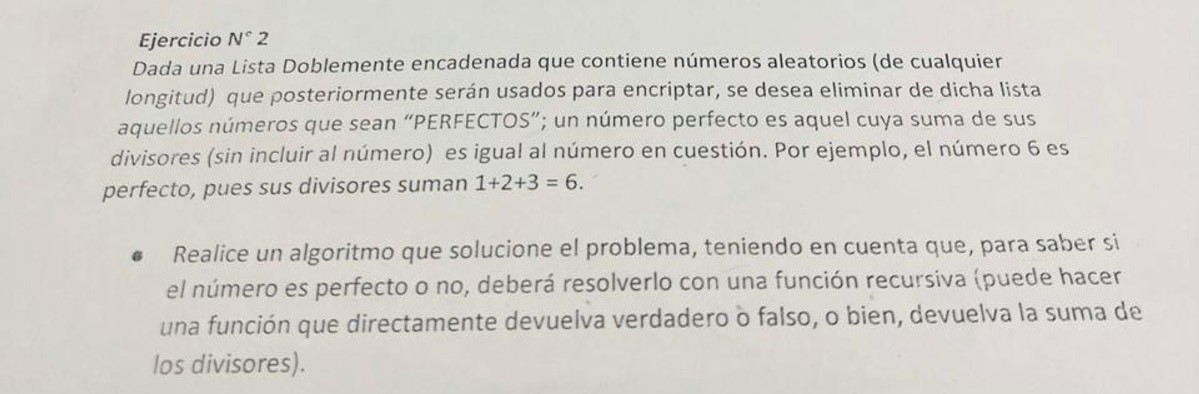 Ejercicio N° 2
Dada una Lista Doblemente encadenada que contiene números aleatorios (de cualquier
longitud) que posteriormente serán usados para encriptar, se desea eliminar de dicha lista
aquellos números que sean “PERFECTOS”; un número perfecto es aquel cuya suma de sus
divisores (sin incluir al número) es igual al número en cuestión. Por ejemplo, el número 6 es
perfecto, pues sus divisores suman 1+2+3 = 6.
• Realice un algoritmo que solucione el problema, teniendo en cuenta que, para saber si
el número es perfecto o no, deberá resolverlo con una función recursiva (puede hacer
una función que directamente devuelva verdadero o falso, o bien, devuelva la suma de
los divisores).